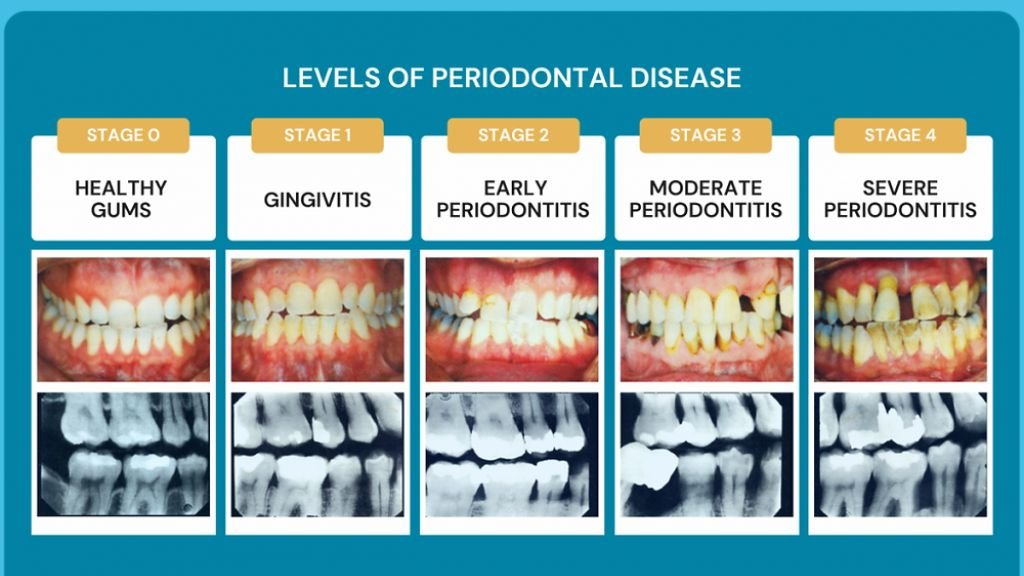 LEVELS OF PERIODONTAL DISEASE
STAGE 0
HEALTHY
GUMS
STAGE 1
GINGIVITIS
STAGE 2
EARLY
PERIODONTITIS
STAGE 3
MODERATE
PERIODONTITIS
STAGE 4
SEVERE
PERIODONTITIS